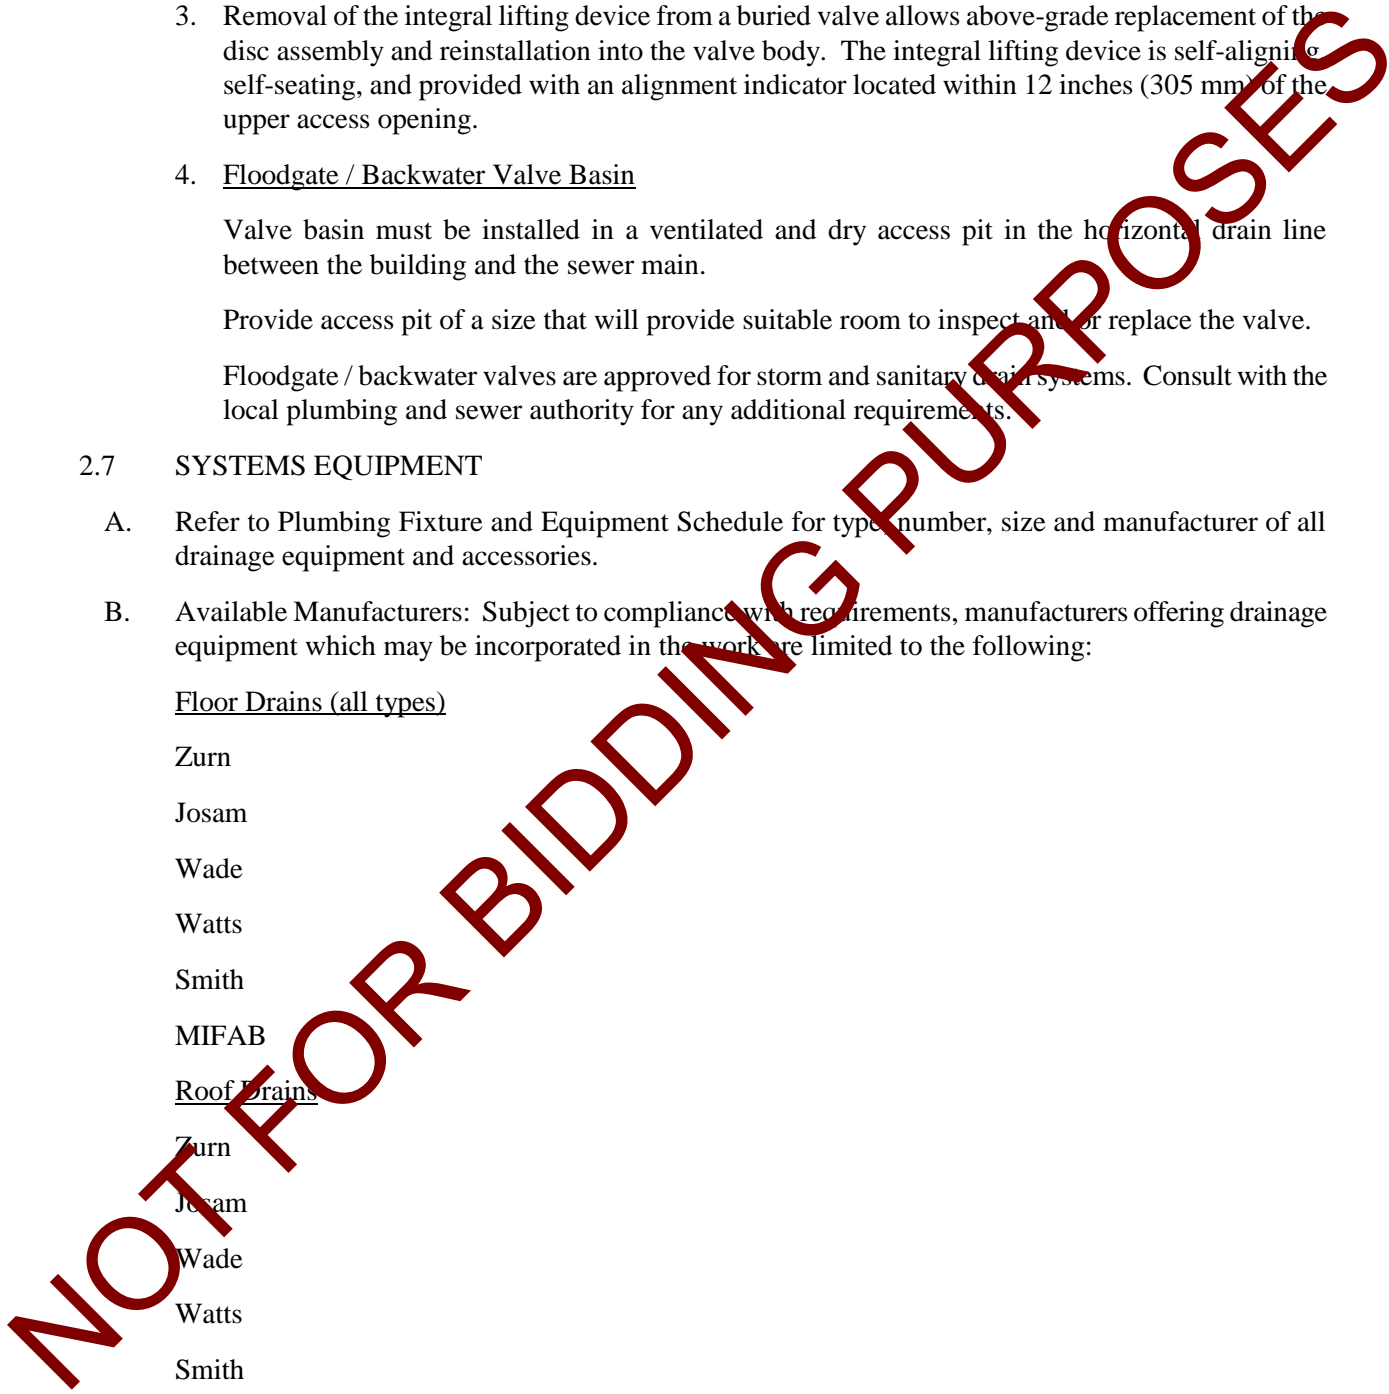 3. Removal of the integral lifting device from a buried valve allows above-grade replacement of the
disc assembly and reinstallation into the valve body. The integral lifting device is self-aligning,
self-seating, and provided with an alignment indicator located within 12 inches (305 mm) of the
upper access opening.
4. Floodgate / Backwater Valve Basin
Valve basin must be installed in a ventilated and dry access pit in the horizontal drain line
between the building and the sewer main.
Provide access pit of a size that will provide suitable room to inspect and/or replace the valve.
Floodgate / backwater valves are approved for storm and sanitary drain systems. Consult with the
local plumbing and sewer authority for any additional requirements.
2.7 SYSTEMS EQUIPMENT
A. Refer to Plumbing Fixture and Equipment Schedule for type, number, size and manufacturer of all
drainage equipment and accessories.
B. Available Manufacturers: Subject to compliance with requirements, manufacturers offering drainage
equipment which may be incorporated in the work are limited to the following:
Floor Drains (all types)
Zurn
Josam
Wade
Watts
Smith
MIFAB
Roof Drains
Zurn
Josam
Wade
Watts
Smith
NOT FOR BIDDING PURPOSES